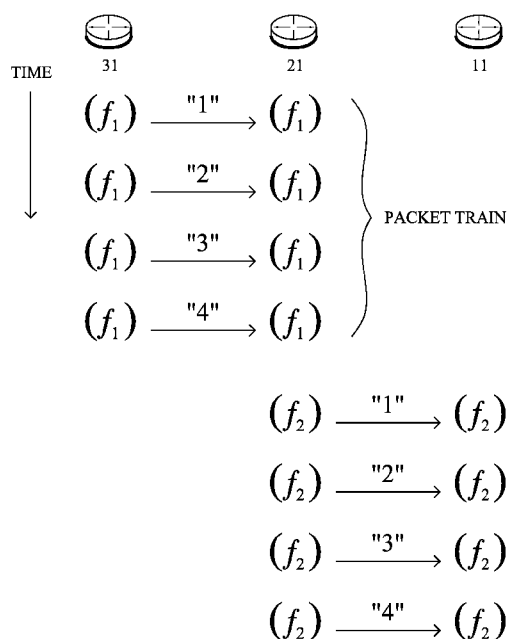 31 21 11
TIME
(f₁) "1" (f₁)
(f₁) "2" (f₁)
PACKET TRAIN
(f₁) "3" (f₁)
(f₁) "4" (f₁)
(f₂) "1" (f₂)
(f₂) "2" (f₂)
(f₂) "3" (f₂)
(f₂) "4" (f₂)